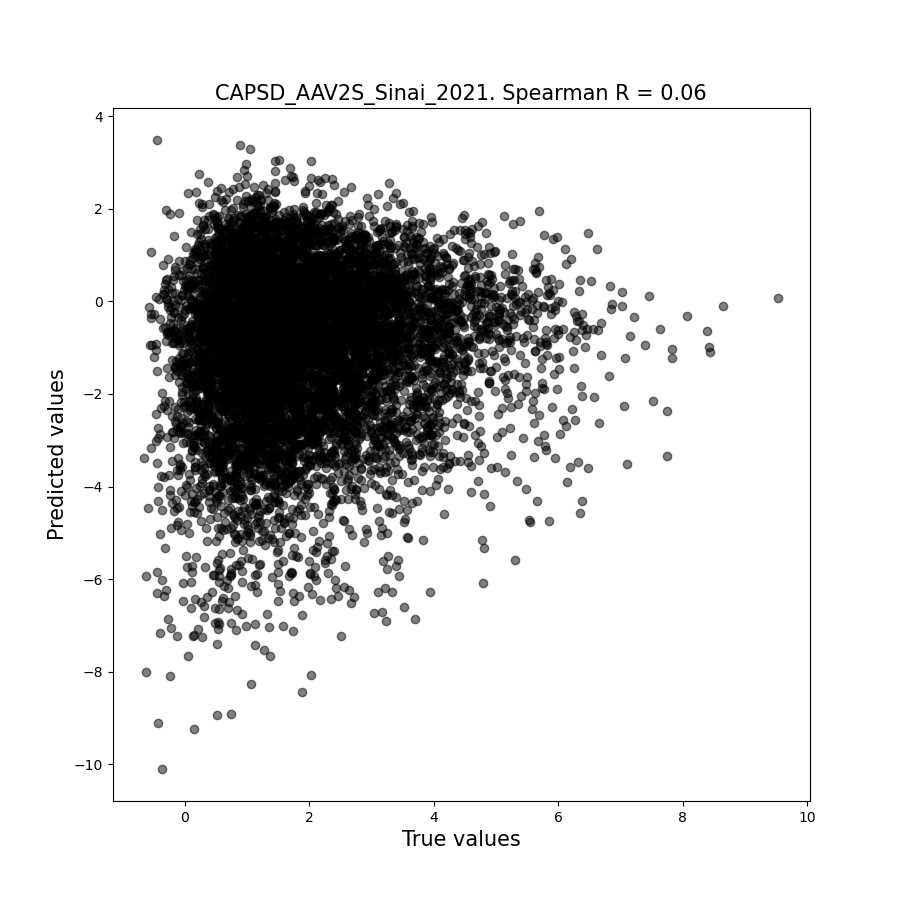 CAPSD_AAV2S_Sinai_2021. Spearman R = 0.06
4
2
0
−2
−4
−6
−8
−10
Predicted values
0 2 4 6 8 10
True values